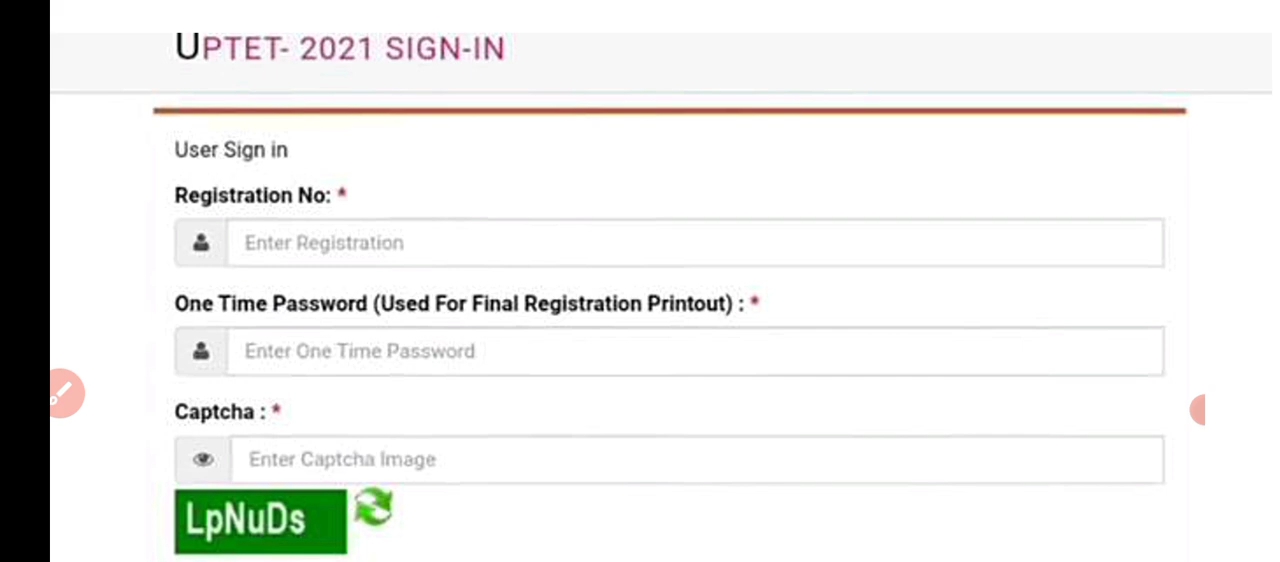 UPTET- 2021 SIGN-IN
User Sign in
Registration No: *
Enter Registration
One Time Password (Used For Final Registration Printout) : *
Enter One Time Password
Captcha : *
Enter Captcha Image
LpNuDs